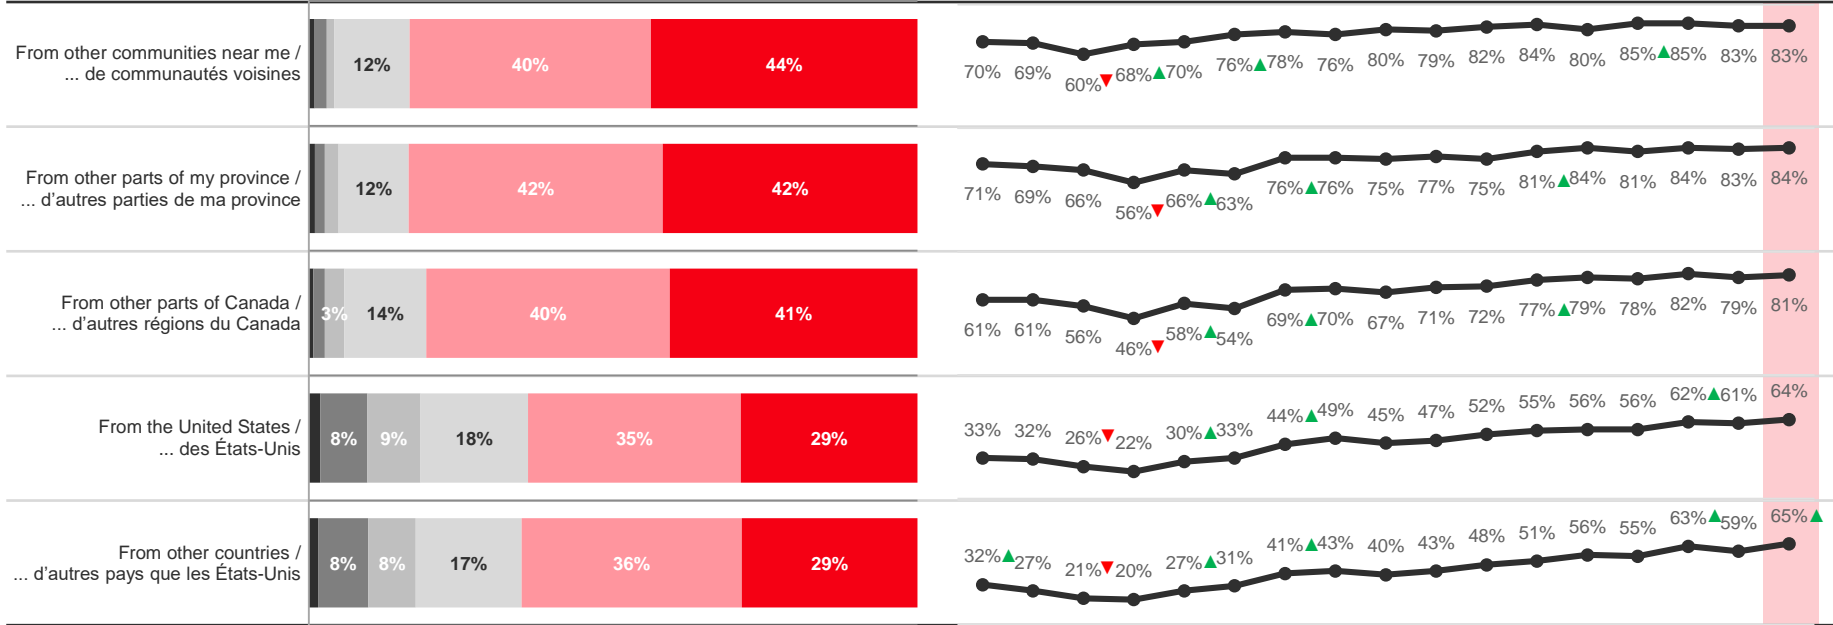 From other communities near me /
... de communautés voisines
12% 40% 44%
70% 69% 60%▼ 68% ▲70% 76% ▲78% 76% 80% 79% 82% 84% 80% 85% ▲85% 83% 83%
From other parts of my province /
... d'autres parties de ma province
12% 42% 42%
71% 69% 66% 56%▼ 66% ▲63% 76% ▲76% 75% 77% 75% 81% ▲84% 81% 84% 83% 84%
From other parts of Canada /
... d'autres régions du Canada
3% 14% 40% 41%
61% 61% 56% 46%▼ 58% ▲54% 69% ▲70% 67% 71% 72% 77% ▲79% 78% 82% 79% 81%
From the United States /
... des États-Unis
8% 9% 18% 35% 29%
33% 32% 26%▼ 22% 30% ▲33% 44% ▲49% 45% 47% 52% 55% 56% 56% 62% ▲61% 64%
From other countries /
... d'autres pays que les États-Unis
8% 8% 17% 36% 29%
32% ▲27% 21%▼ 20% 27% ▲31% 41% ▲43% 40% 43% 48% 51% 56% 55% 63% ▲59% 65% ▲